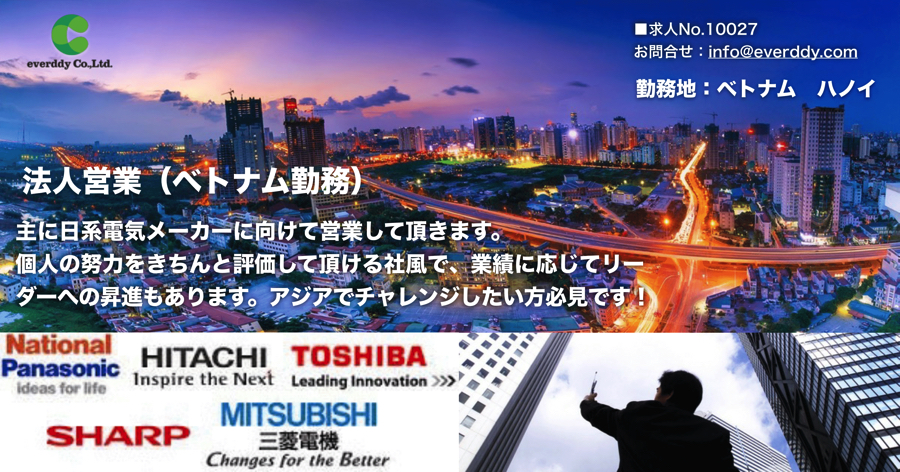 everddy Co.,Ltd.
■求人No.10027
お問合せ：info@everddy.com
勤務地：ベトナム　ハノイ
法人営業（ベトナム勤務）
主に日系電気メーカーに向けて営業して頂きます。
個人の努力をきちんと評価して頂ける社風で、業績に応じてリー
ダーへの昇進もあります。アジアでチャレンジしたい方必見です！
National
Panasonic
ideas for life
HITACHI
Inspire the Next
TOSHIBA
Leading Innovation >>>
SHARP
MITSUBISHI
三菱電機
Changes for the Better